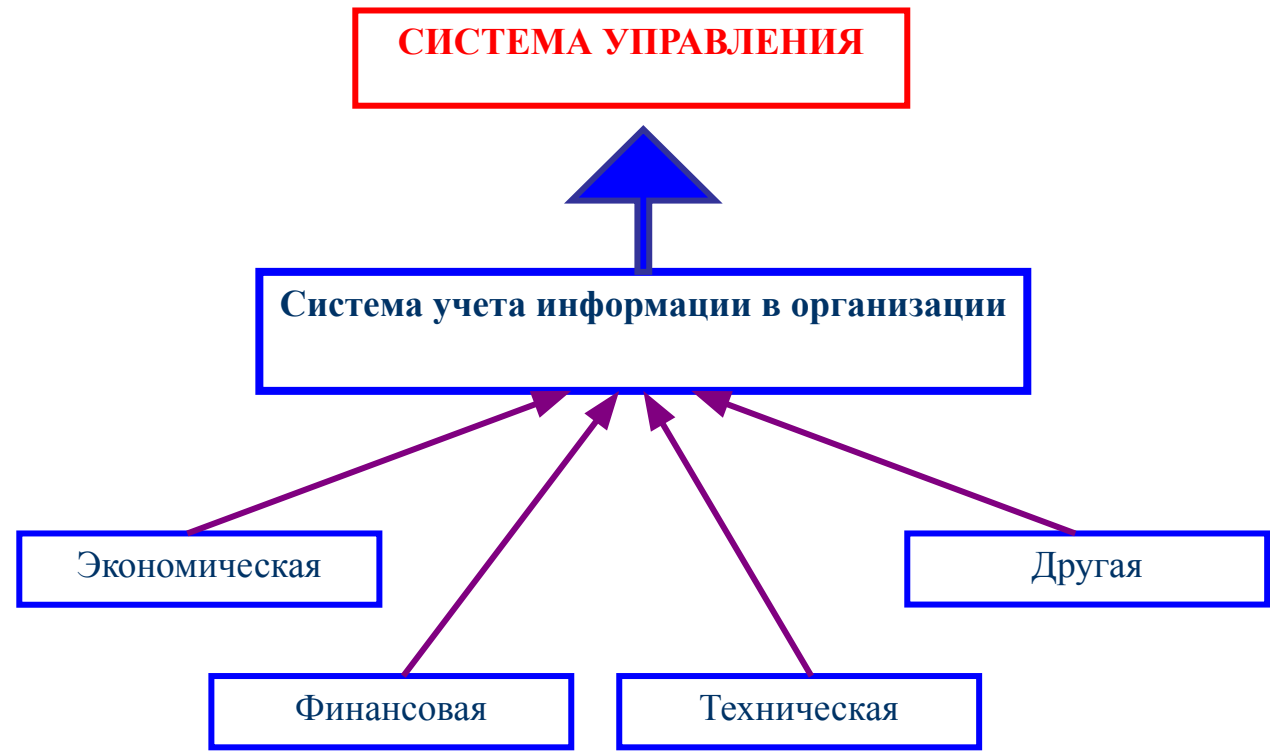 СИСТЕМА УПРАВЛЕНИЯ
Система учета информации в организации
Экономическая
Другая
Финансовая
Техническая